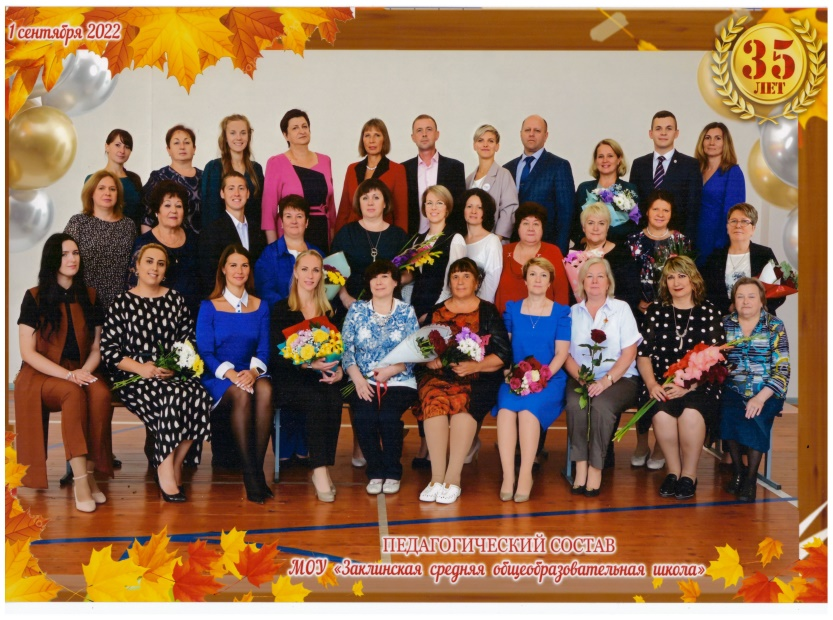 1 сентября 2022
35
ЛЕТ
ПЕДАГОГИЧЕСКИЙ СОСТАВ
МОУ «Заклинская средняя общеобразовательная школа»